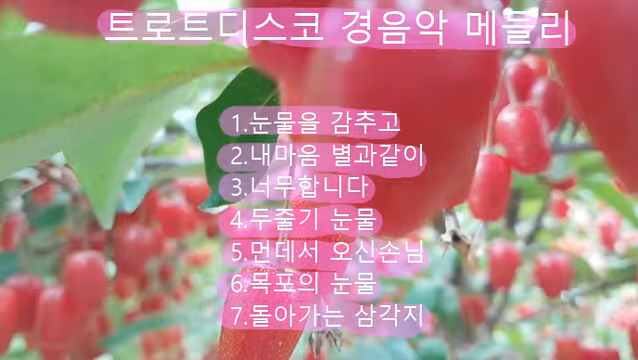 트로트디스코 경음악 메들리
1.눈물을 감추고
2.내마음 별과같이
3.너무합니다
4.두줄기 눈물
5.먼데서 오신손님
6.목포의 눈물
7.돌아가는 삼각지